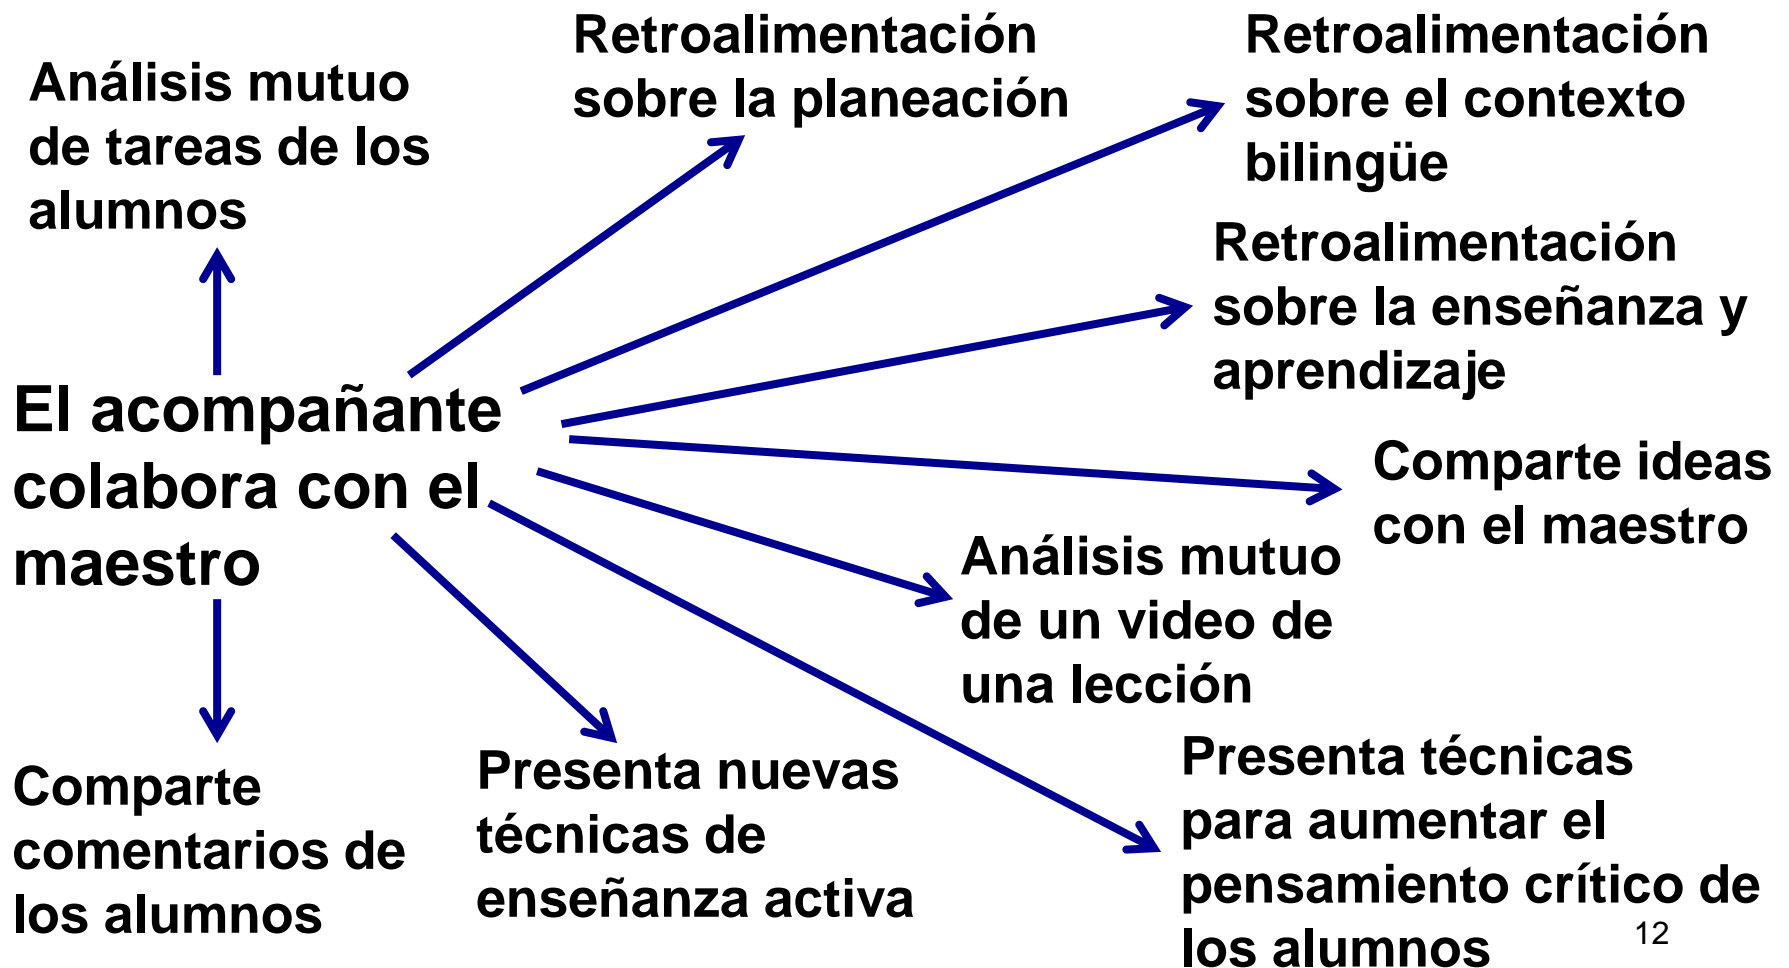 Análisis mutuo
de tareas de los
alumnos
Retroalimentación
sobre la planeación
Retroalimentación
sobre el contexto
bilingüe
Retroalimentación
sobre la enseñanza y
aprendizaje
El acompañante
colabora con el
maestro
Comparte ideas
con el maestro
Análisis mutuo
de un video de
una lección
Comparte
comentarios de
los alumnos
Presenta nuevas
técnicas de
enseñanza activa
Presenta técnicas
para aumentar el
pensamiento crítico de
los alumnos
12